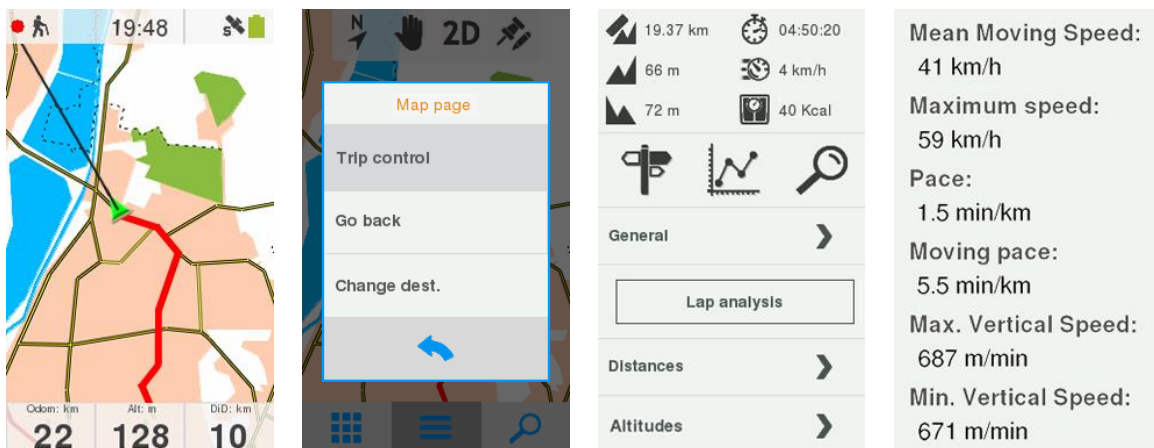 19:48
S
Odom: km
Alt: m
DiD: km
22
128
10
N
2D
Map page
Trip control
Go back
Change dest.
19.37 km
04:50:20
66 m
4 km/h
72 m
40 Kcal
General
Lap analysis
Distances
Altitudes
Mean Moving Speed:
41 km/h
Maximum speed:
59 km/h
Pace:
1.5 min/km
Moving pace:
5.5 min/km
Max. Vertical Speed:
687 m/min
Min. Vertical Speed:
671 m/min